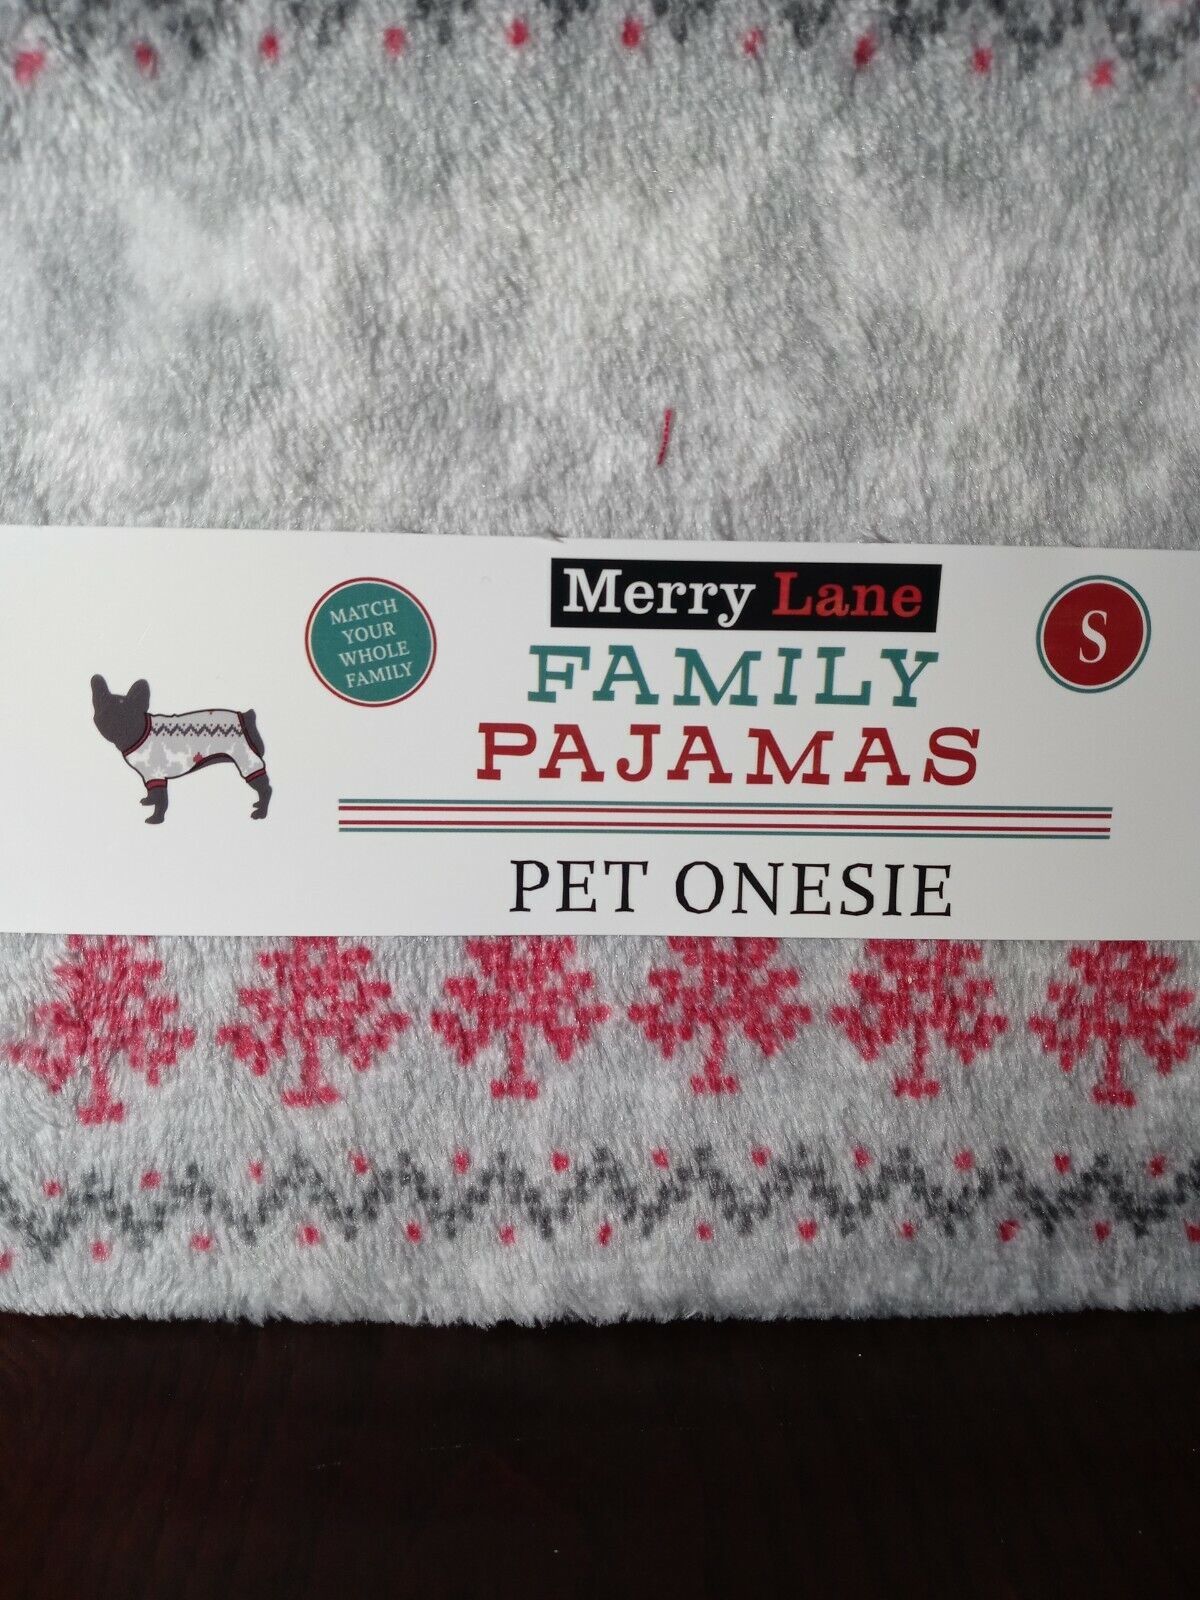 MATCH
YOUR
WHOLE
FAMILY
Merry Lane
FAMILY
PAJAMAS
PET ONESIE
S